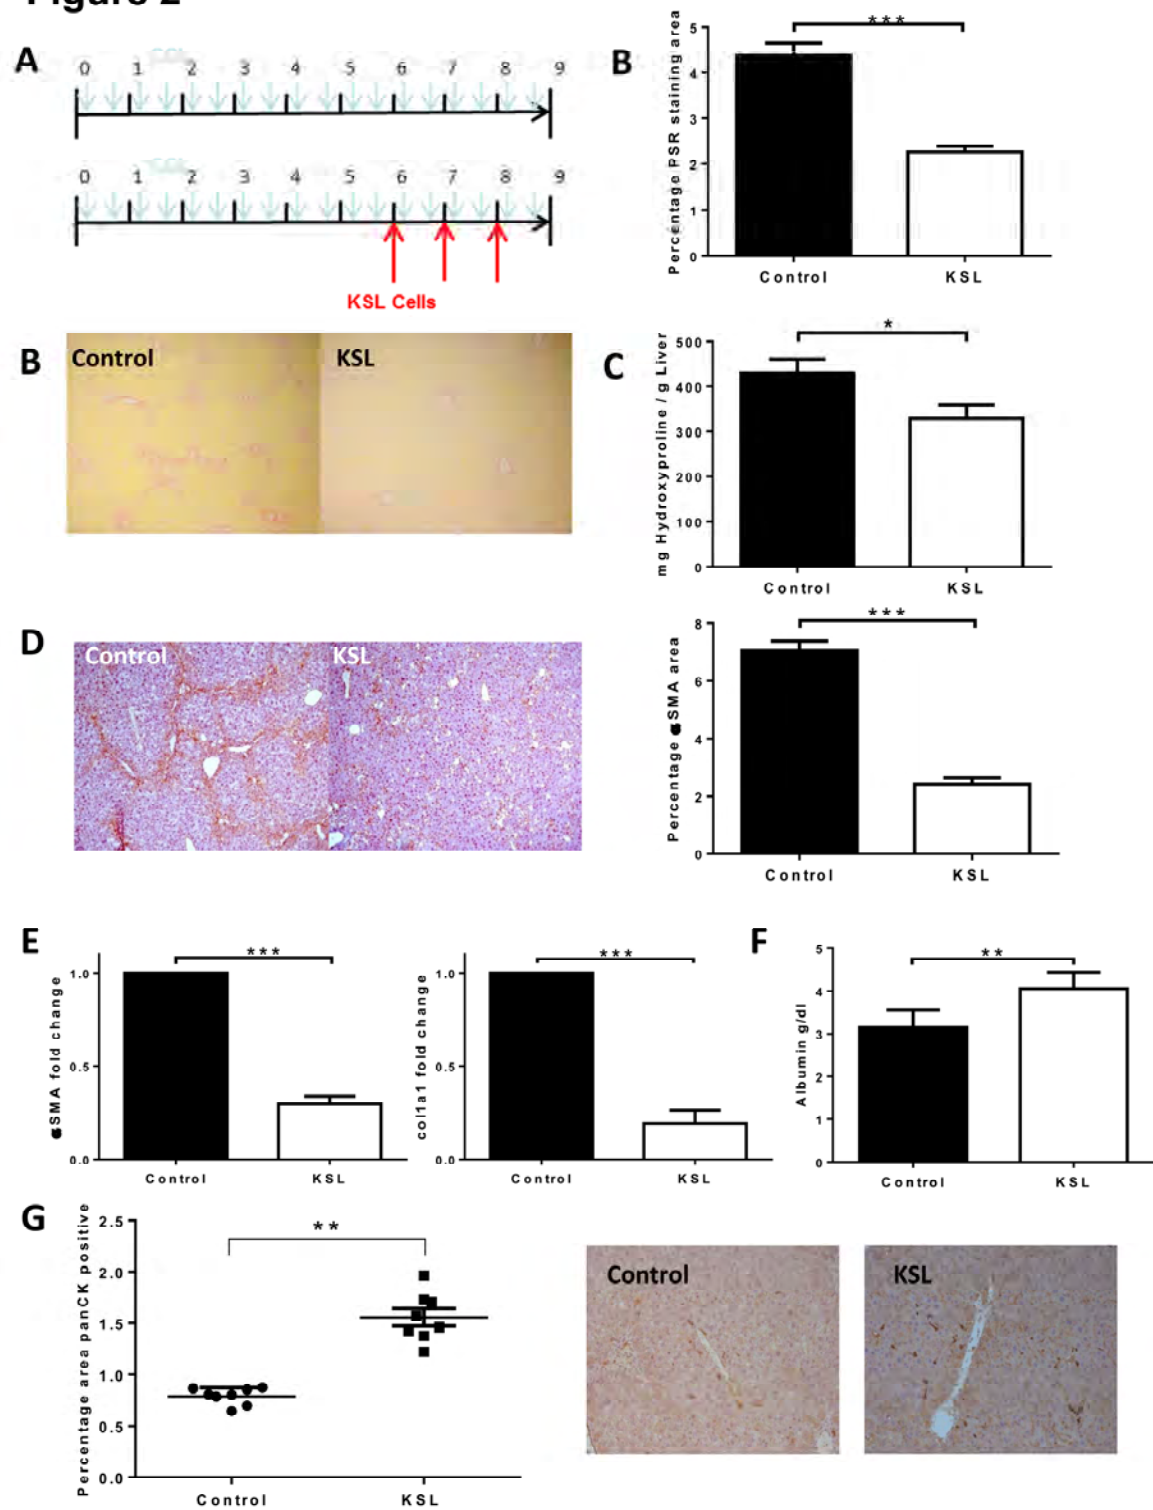 Figure 2
A
0 1 2 3 4 5 6 7 8 9
0 1 2 3 4 5 6 7 8 9
KSL Cells
B
Percentage PSR staining area
5
4
3
2
1
0
***
Control KSL
B
Control KSL
C
mg Hydroxyproline / g Liver
500
400
300
200
100
0
*
Control KSL
D
Control KSL
Percentage αSMA area
8
6
4
2
0
***
Control KSL
E
αSMA fold change
1.0
0.5
0.0
***
Control KSL
col1a1 fold change
1.0
0.5
0.0
***
Control KSL
F
Albumin g/dl
5
4
3
2
1
0
**
Control KSL
G
Percentage area panCK positive
2.5
2.0
1.5
1.0
0.5
0.0
**
Control KSL
Control KSL